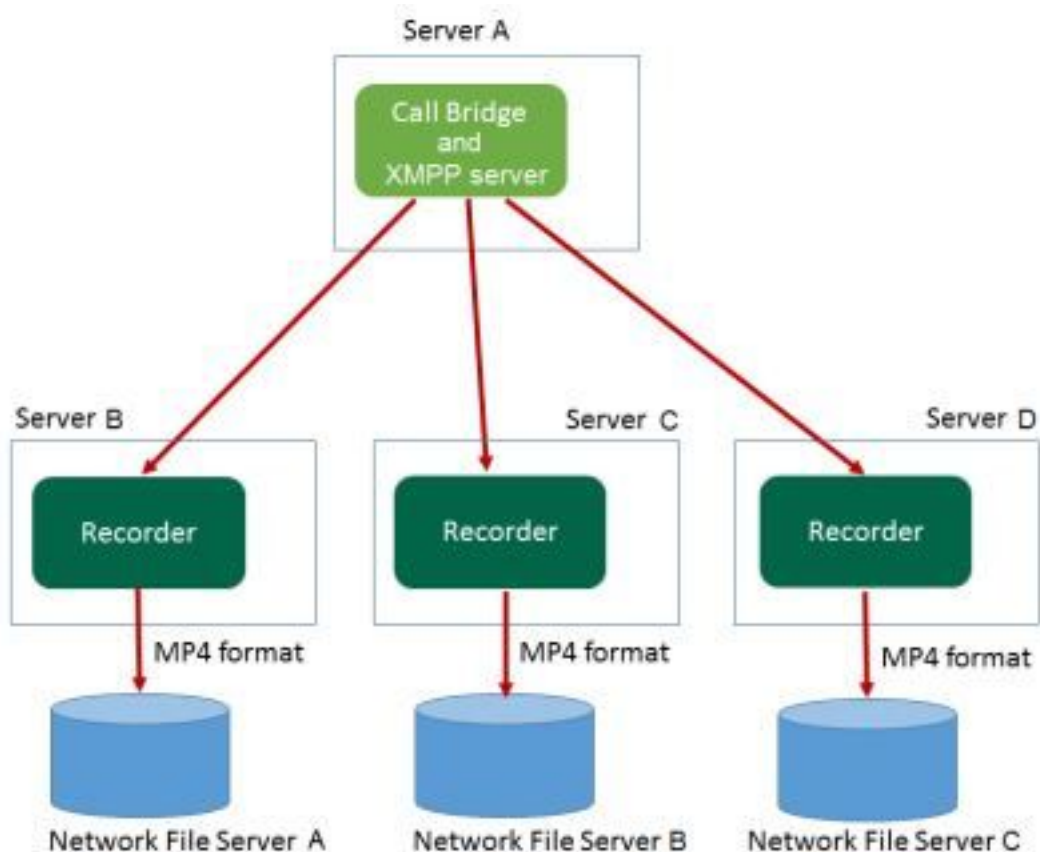 Server A
Call Bridge
and
XMPP server
Server B
Server C
Server D
Recorder
Recorder
Recorder
MP4 format
MP4 format
MP4 format
Network File Server A
Network File Server B
Network File Server C